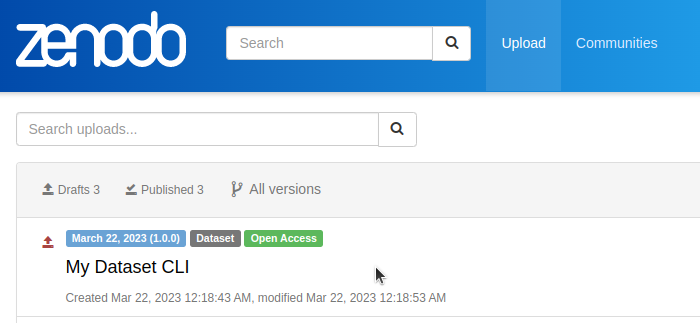 zenodo
Search
Upload
Communities
Search uploads...
Drafts 3
Published 3
All versions
March 22, 2023 (1.0.0) Dataset Open Access
My Dataset CLI
Created Mar 22, 2023 12:18:43 AM, modified Mar 22, 2023 12:18:53 AM